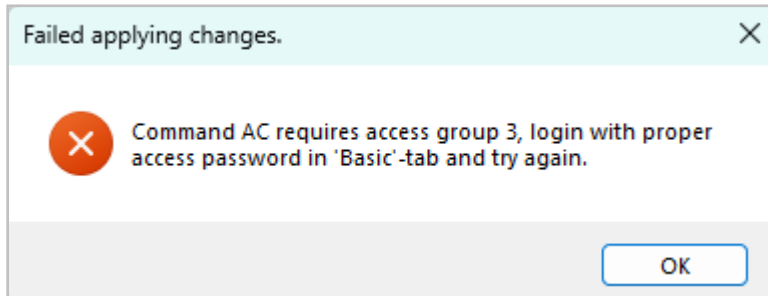 Failed applying changes.
Command AC requires access group 3, login with proper
access password in 'Basic'-tab and try again.
OK